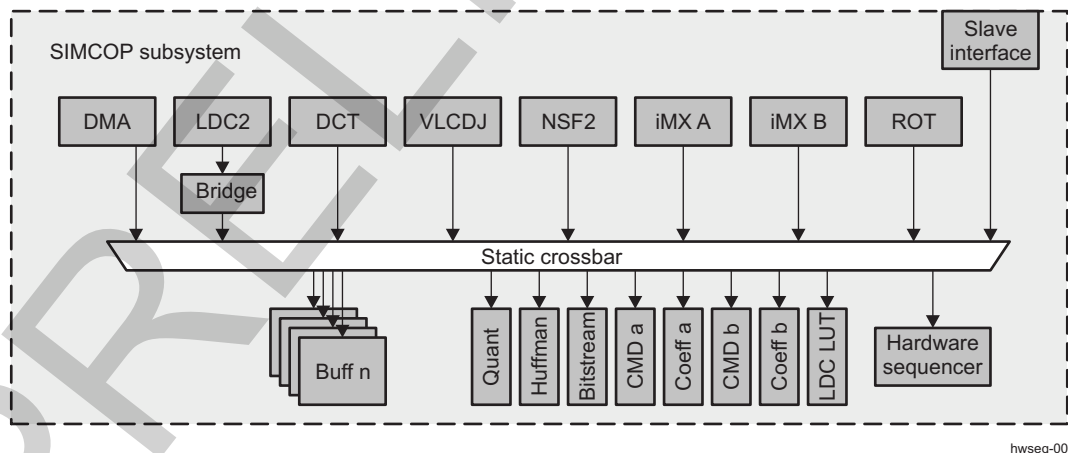 SIMCOP subsystem
Slave
interface
DMA
LDC2
DCT
VLCDJ
NSF2
iMX A
iMX B
ROT
Bridge
Static crossbar
Buff n
Quant
Huffman
Bitstream
CMD a
Coeff a
CMD b
Coeff b
LDC LUT
Hardware
sequencer
hwseq-00